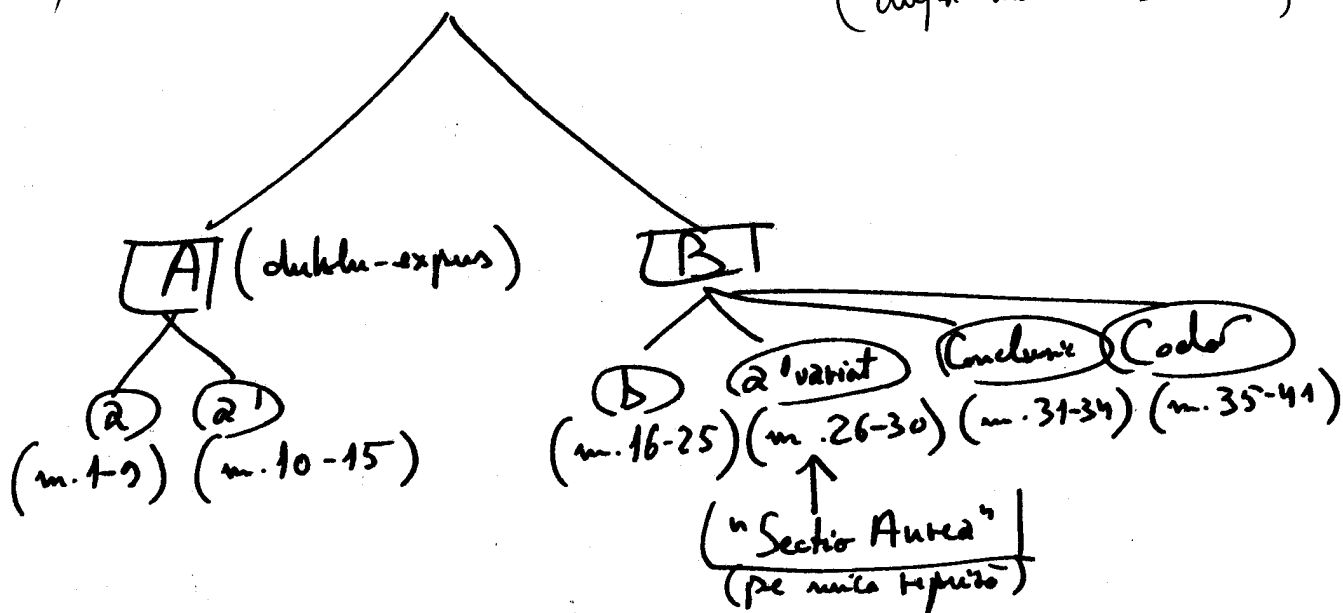 A (dublu-expus) B
a a' b a' variat Concluzie Coda
(m. 1-9) (m. 10-15) (m. 16-25) (m. 26-30) (m. 31-34) (m. 35-41)
"Sectio Aurea"
(pe mica repriză)